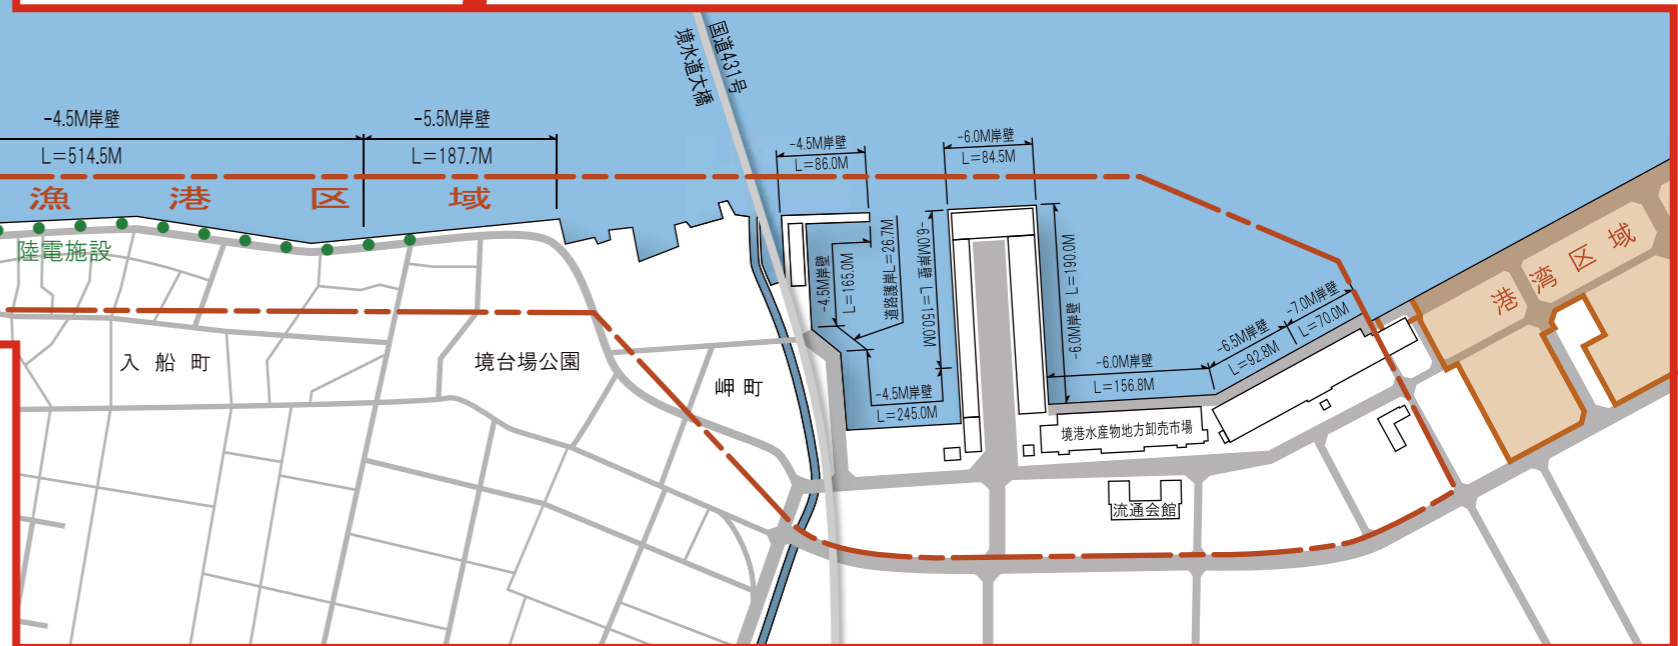 国道431号
境水道大橋
-4.5M岸壁
L=514.5M
-5.5M岸壁
L=187.7M
-4.5M岸壁
L=86.0M
-6.0M岸壁
L=84.5M
漁港区域
陸電施設
-4.5M岸壁
L=165.0M
道路護岸L=26.7M
-6.0M岸壁 L=150.0M
-6.0M岸壁 L=190.0M
-4.5M岸壁
L=245.0M
-6.0M岸壁
L=156.8M
-6.5M岸壁
L=92.8M
-7.0M岸壁
L=70.0M
港湾区域
入船町
境台場公園
岬町
境港水産物地方卸売市場
流通会館